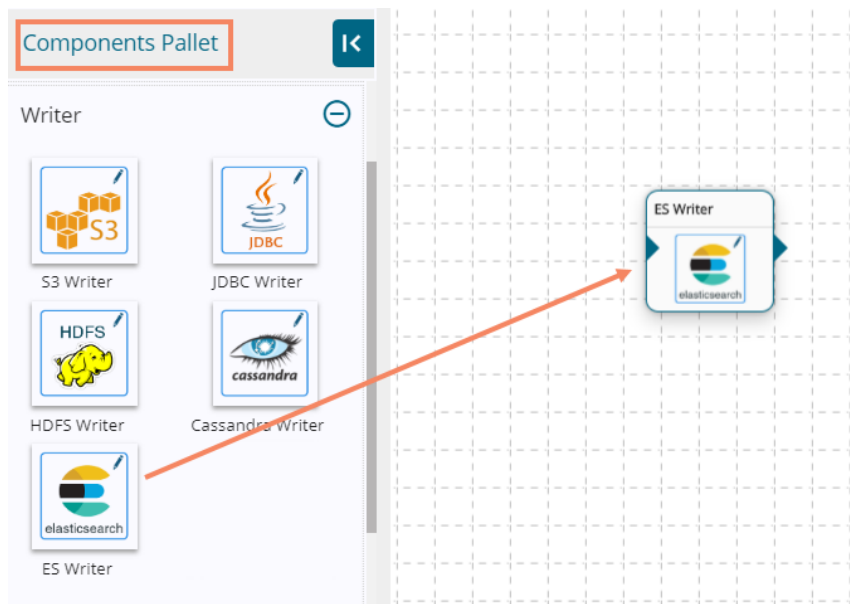 Components Pallet
Writer
S3
JDBC
S3 Writer
JDBC Writer
HDFS
cassandra
HDFS Writer
Cassandra Writer
elasticsearch
ES Writer
ES Writer
elasticsearch